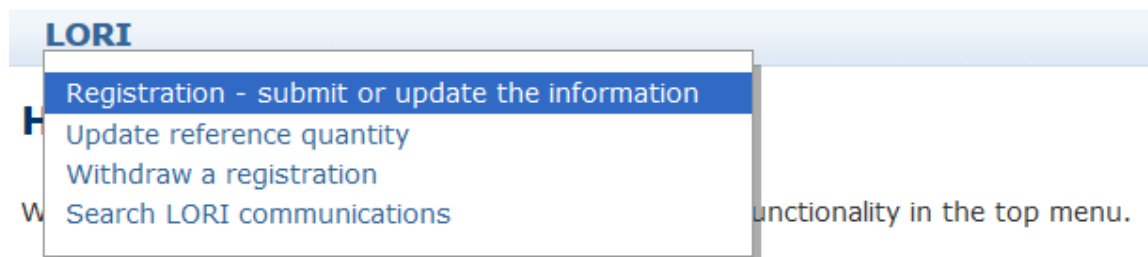 LORI
Registration - submit or update the information
H
Update reference quantity
Withdraw a registration
W Search LORI communications unctionality in the top menu.